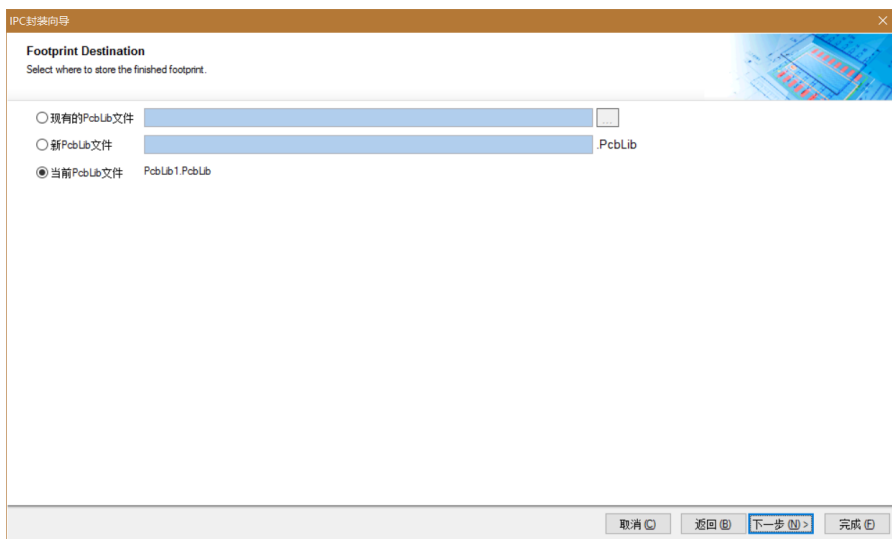 IPC封装向导
Footprint Destination
Select where to store the finished footprint.
现有的PcbLib文件 ...
新PcbLib文件 .PcbLib
当前PcbLib文件 PcbLib1.PcbLib
取消(C) 返回(B) 下一步(N)> 完成(F)